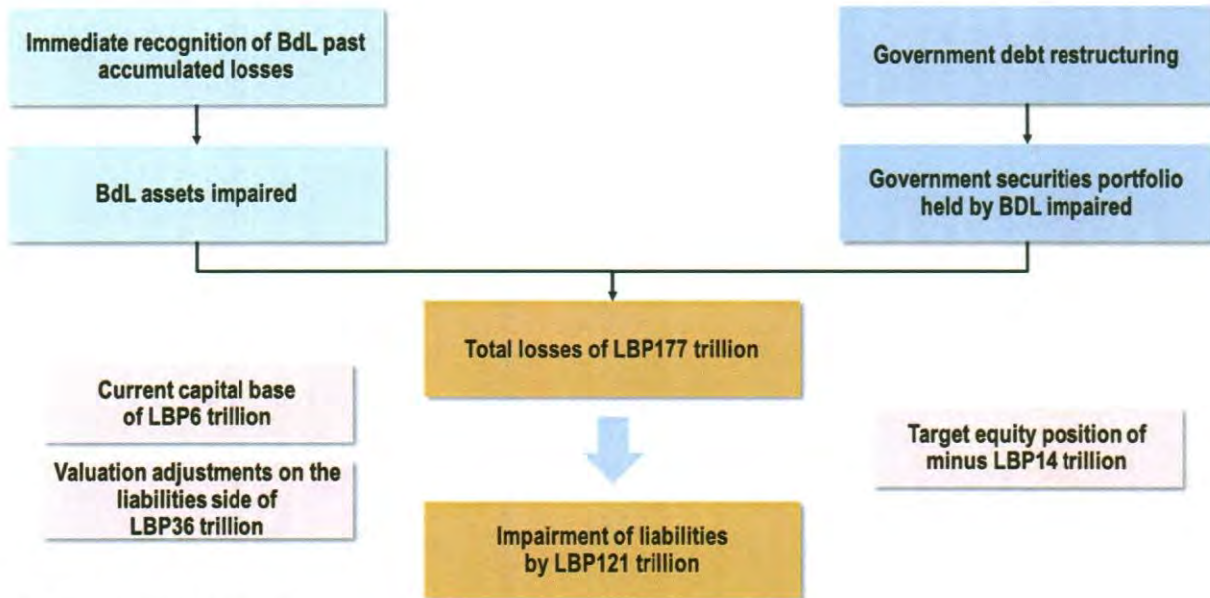 Immediate recognition of BdL past
accumulated losses
Government debt restructuring
BdL assets impaired
Government securities portfolio
held by BDL impaired
Total losses of LBP177 trillion
Current capital base
of LBP6 trillion
Target equity position of
minus LBP14 trillion
Valuation adjustments on the
liabilities side of
LBP36 trillion
Impairment of liabilities
by LBP121 trillion